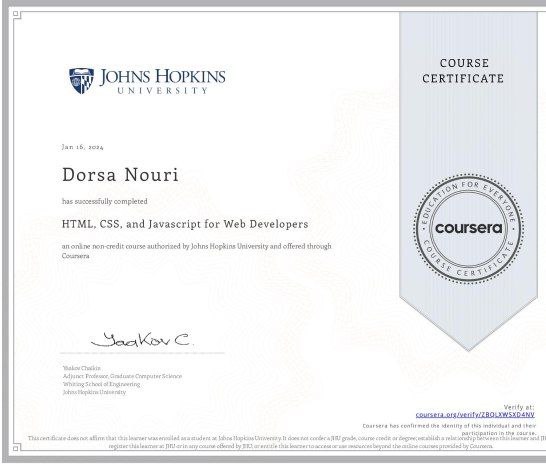 JOHNS HOPKINS
UNIVERSITY
COURSE
CERTIFICATE
Jan 16, 2024
Dorsa Nouri
has successfully completed
HTML, CSS, and Javascript for Web Developers
an online non-credit course authorized by Johns Hopkins University and offered through
Coursera
EDUCATION FOR EVERYONE
coursera
COURSE CERTIFICATE
Yaakov C.
Yaakov Chaikin
Adjunct Professor, Graduate Computer Science
Whiting School of Engineering
Johns Hopkins University
Verify at:
coursera.org/verify/ZBQLXWSXD4NV
Coursera has confirmed the identity of this individual and their
participation in the course.
This certificate does not affirm that this learner was enrolled as a student at Johns Hopkins University. It does not confer a JHU grade, course credit or degree, establish a relationship between this learner and
register this learner at JHU or in any course offered by JHU, or entitle this learner to access or use resources beyond the online courses provided by Coursera.